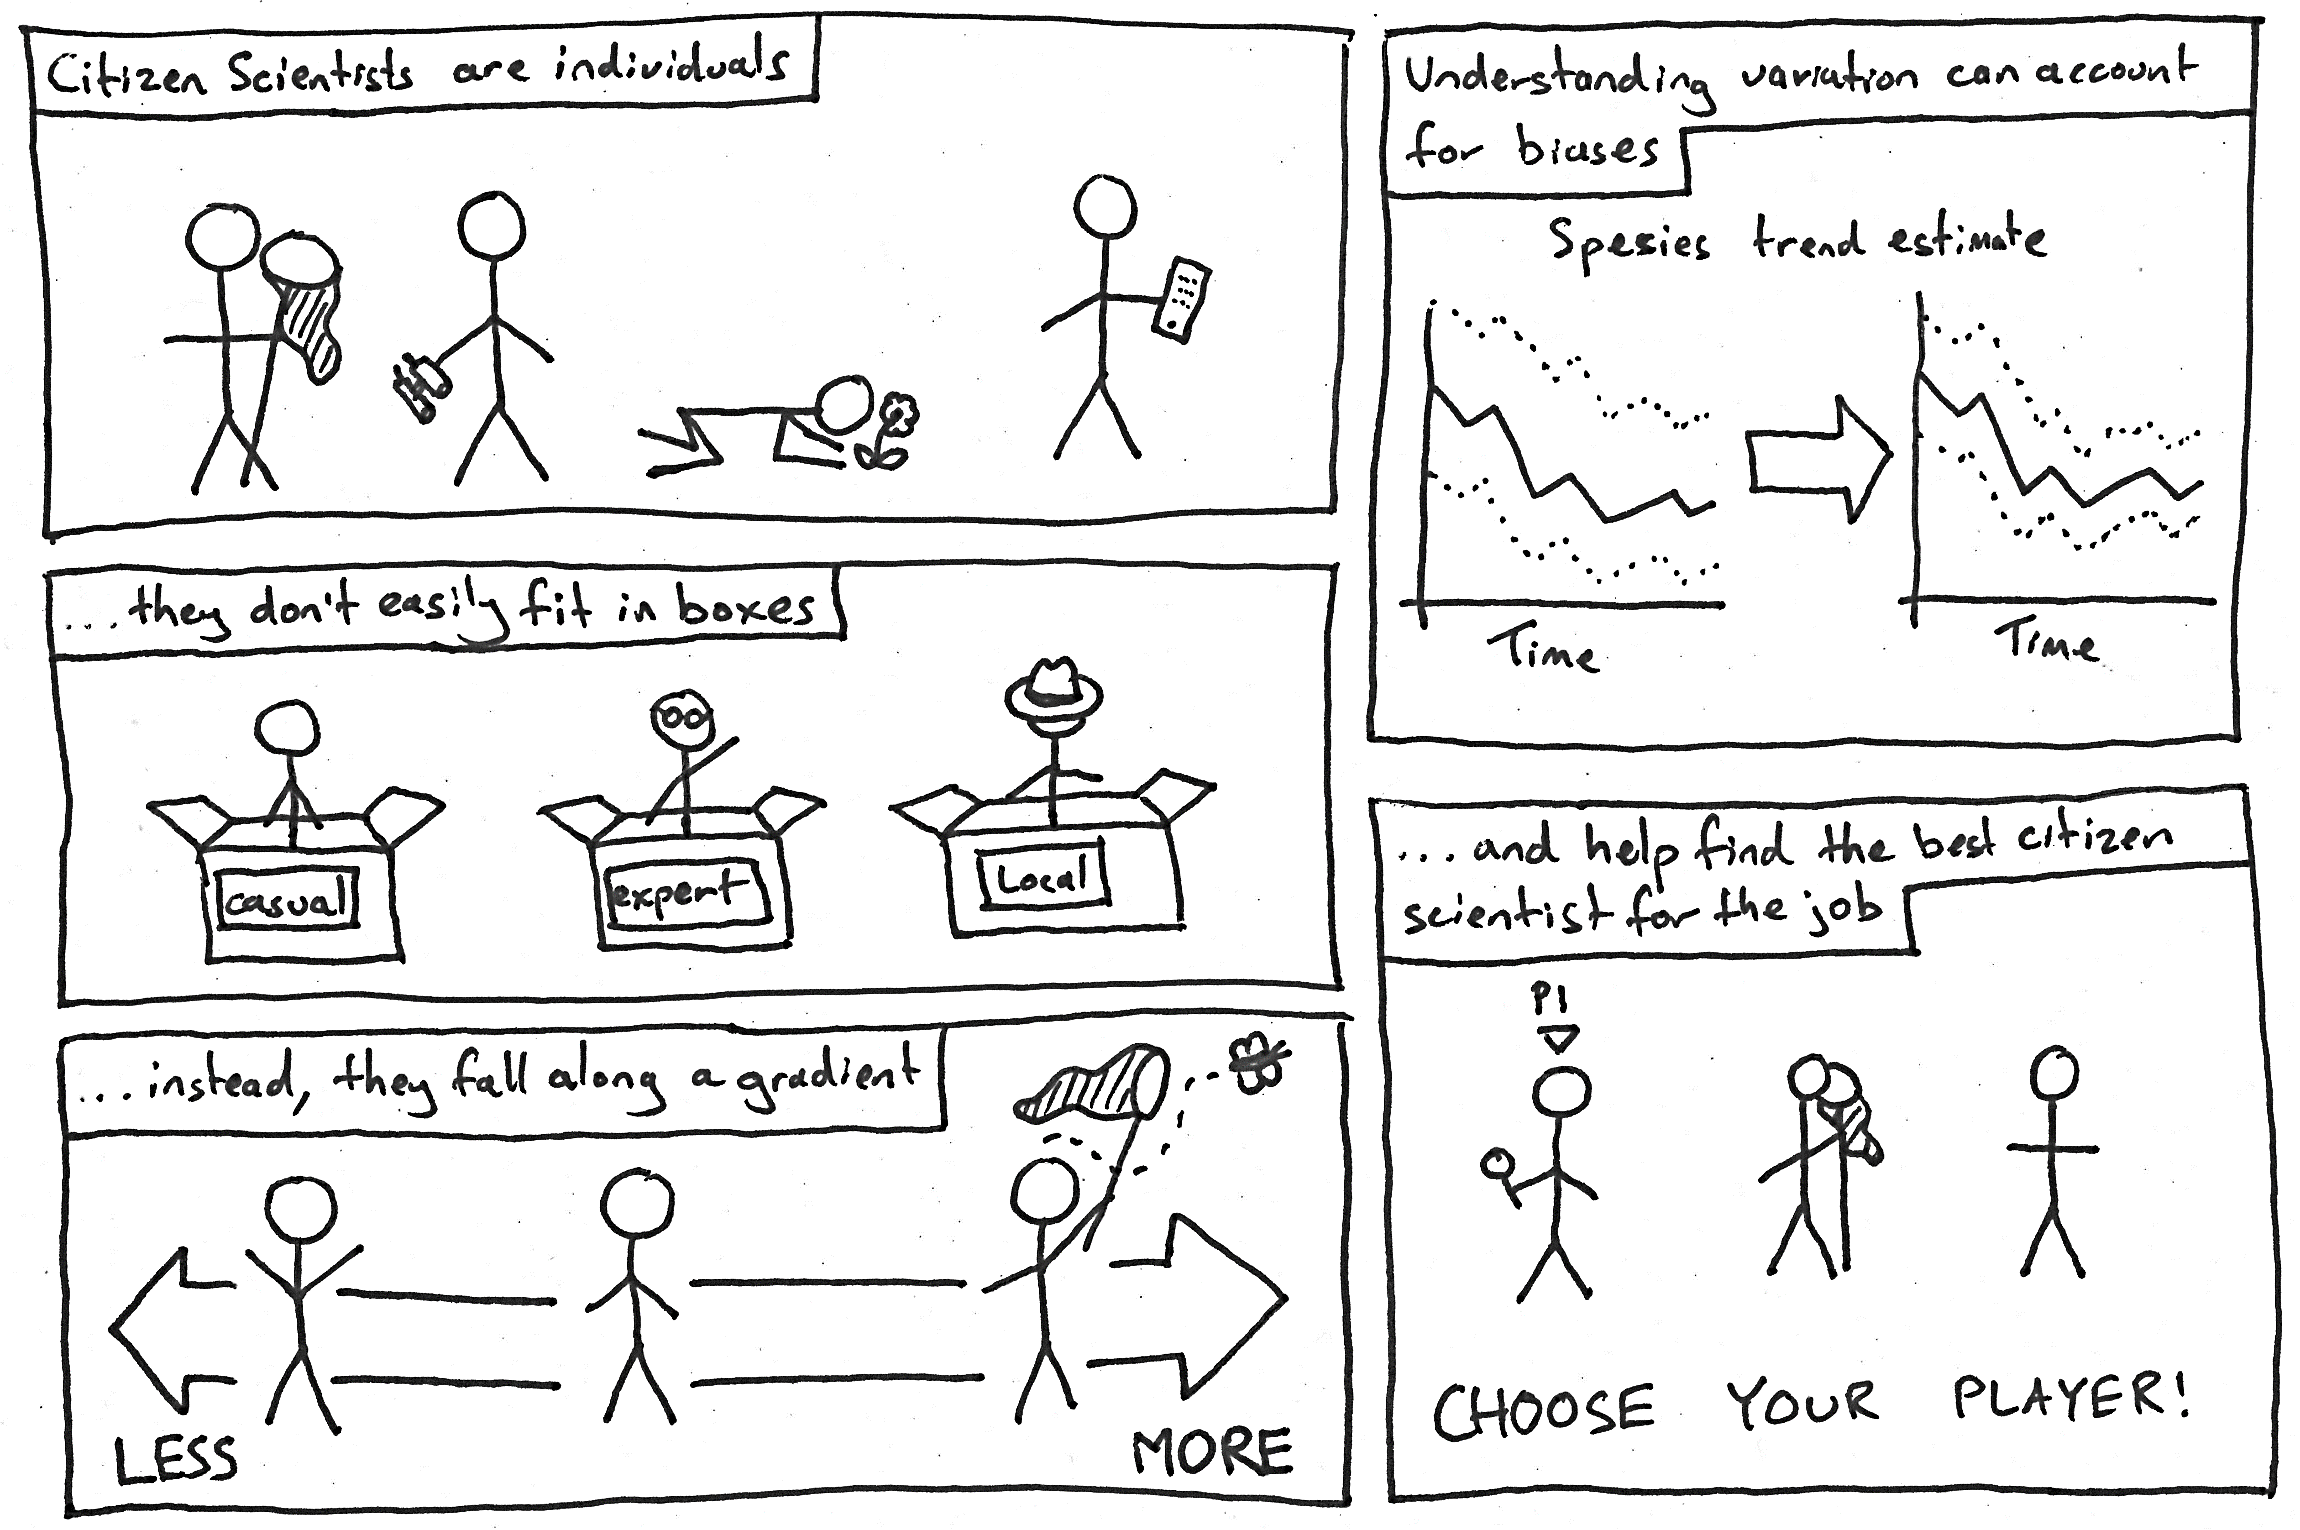 Citizen Scientists are individuals
...they don't easily fit in boxes
casual
expert
Local
...instead, they fall along a gradient
LESS
MORE
Understanding variation can account
for biases
Spesies trend estimate
Time
Time
...and help find the best citizen
scientist for the job
P1
CHOOSE YOUR PLAYER!